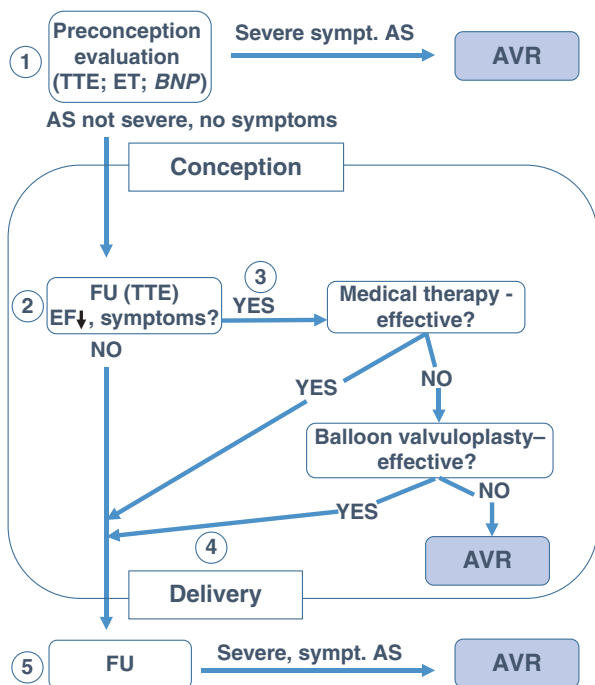 Preconception
evaluation
(TTE; ET; BNP)
1
Severe sympt. AS
AVR
AS not severe, no symptoms
Conception
2
FU (TTE)
EF↓, symptoms?
3
YES
Medical therapy -
effective?
NO
YES
NO
Balloon valvuloplasty–
effective?
YES
NO
AVR
4
Delivery
5
FU
Severe, sympt. AS
AVR